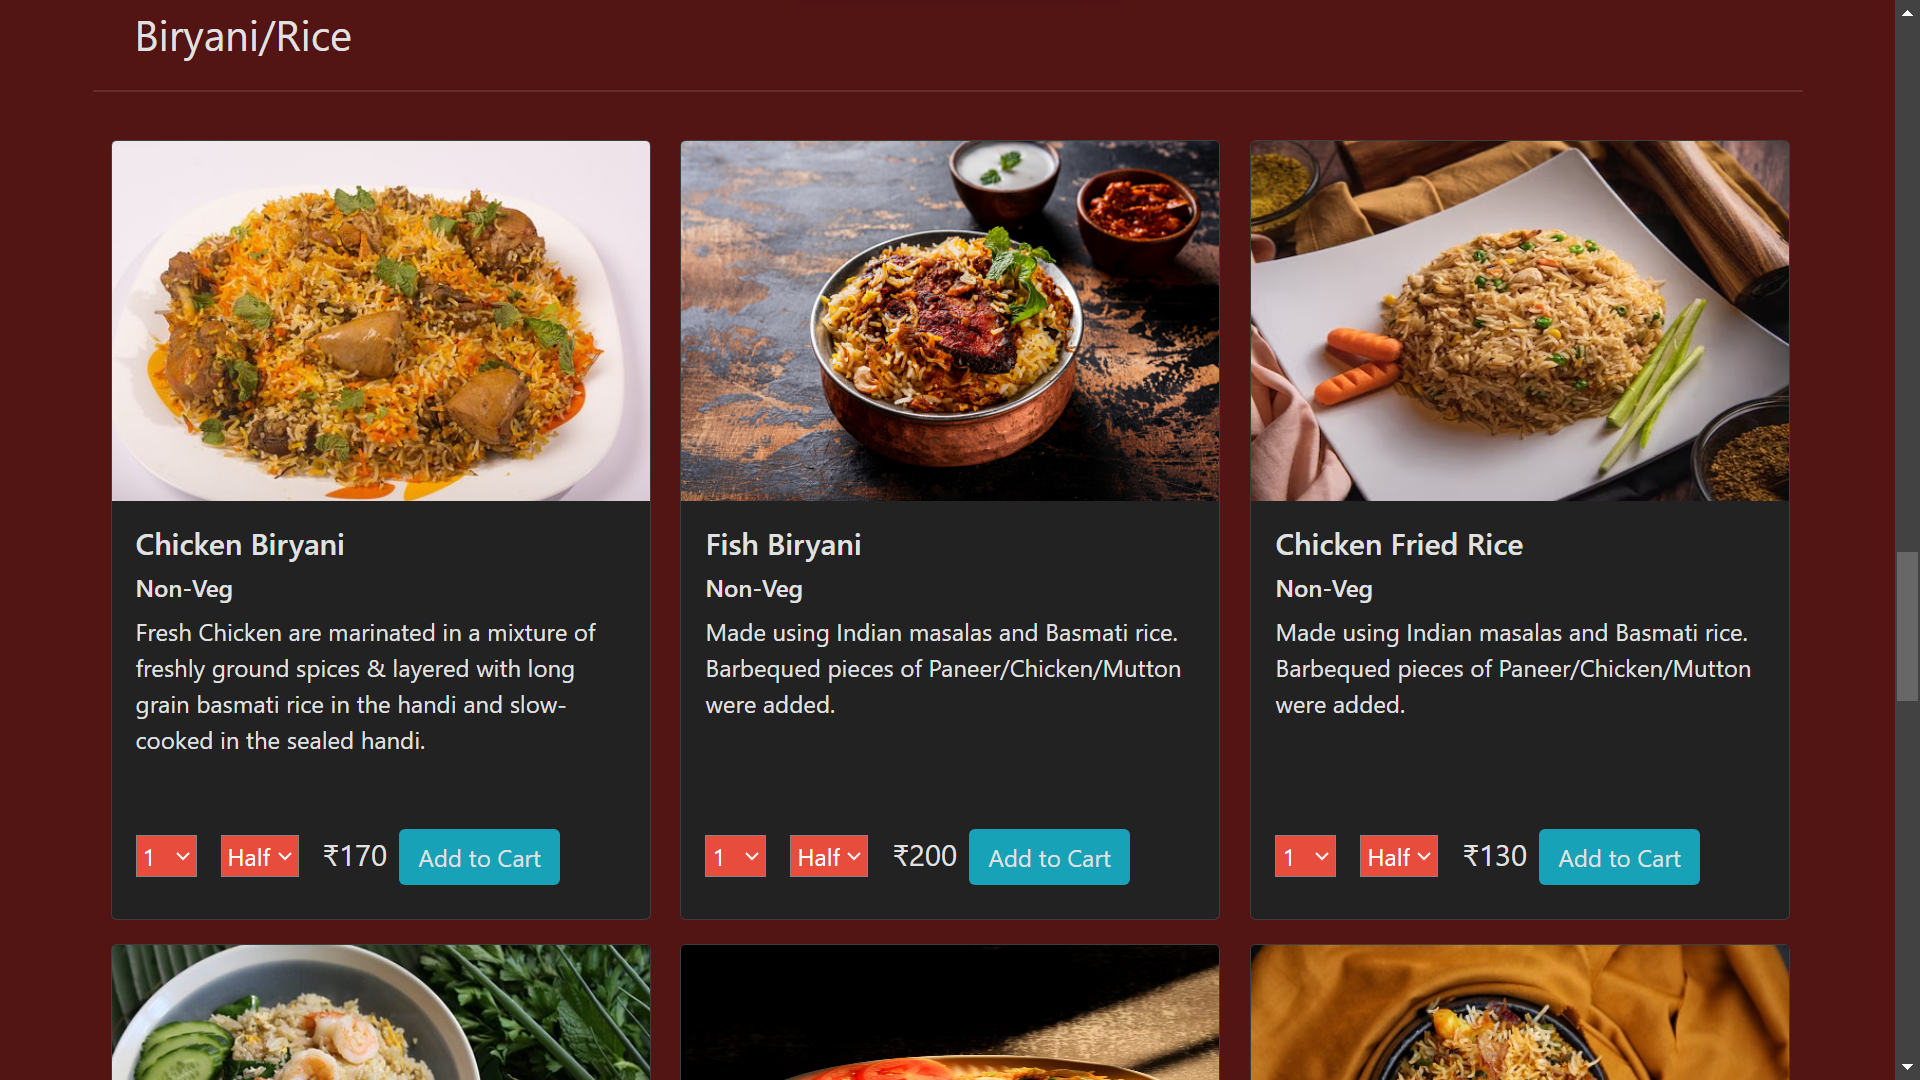 Biryani/Rice
Chicken Biryani
Non-Veg
Fresh Chicken are marinated in a mixture of
freshly ground spices & layered with long
grain basmati rice in the handi and slow-
cooked in the sealed handi.
1 Half ₹170 Add to Cart
Fish Biryani
Non-Veg
Made using Indian masalas and Basmati rice.
Barbequed pieces of Paneer/Chicken/Mutton
were added.
1 Half ₹200 Add to Cart
Chicken Fried Rice
Non-Veg
Made using Indian masalas and Basmati rice.
Barbequed pieces of Paneer/Chicken/Mutton
were added.
1 Half ₹130 Add to Cart